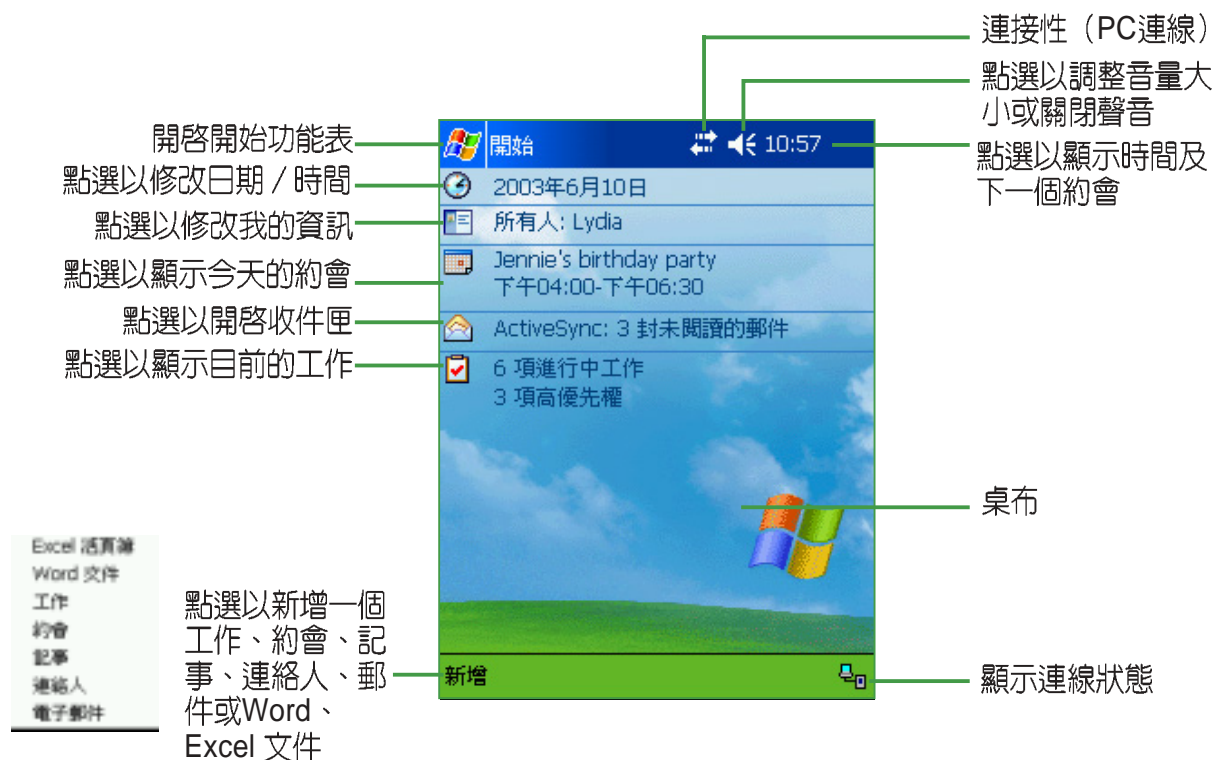 連接性（PC連線）
點選以調整音量大
小或關閉聲音
點選以顯示時間及
下一個約會
開啓開始功能表
點選以修改日期／時間
點選以修改我的資訊
點選以顯示今天的約會
點選以開啓收件匣
點選以顯示目前的工作
開始
10:57
2003年6月10日
所有人: Lydia
Jennie's birthday party
下午04:00-下午06:30
ActiveSync: 3 封未閱讀的郵件
6 項進行中工作
3 項高優先權
桌布
Excel 活頁簿
Word 文件
工作
約會
記事
連絡人
電子郵件
點選以新增一個
工作、約會、記
事、連絡人、郵
件或Word、
Excel 文件
新增
顯示連線狀態